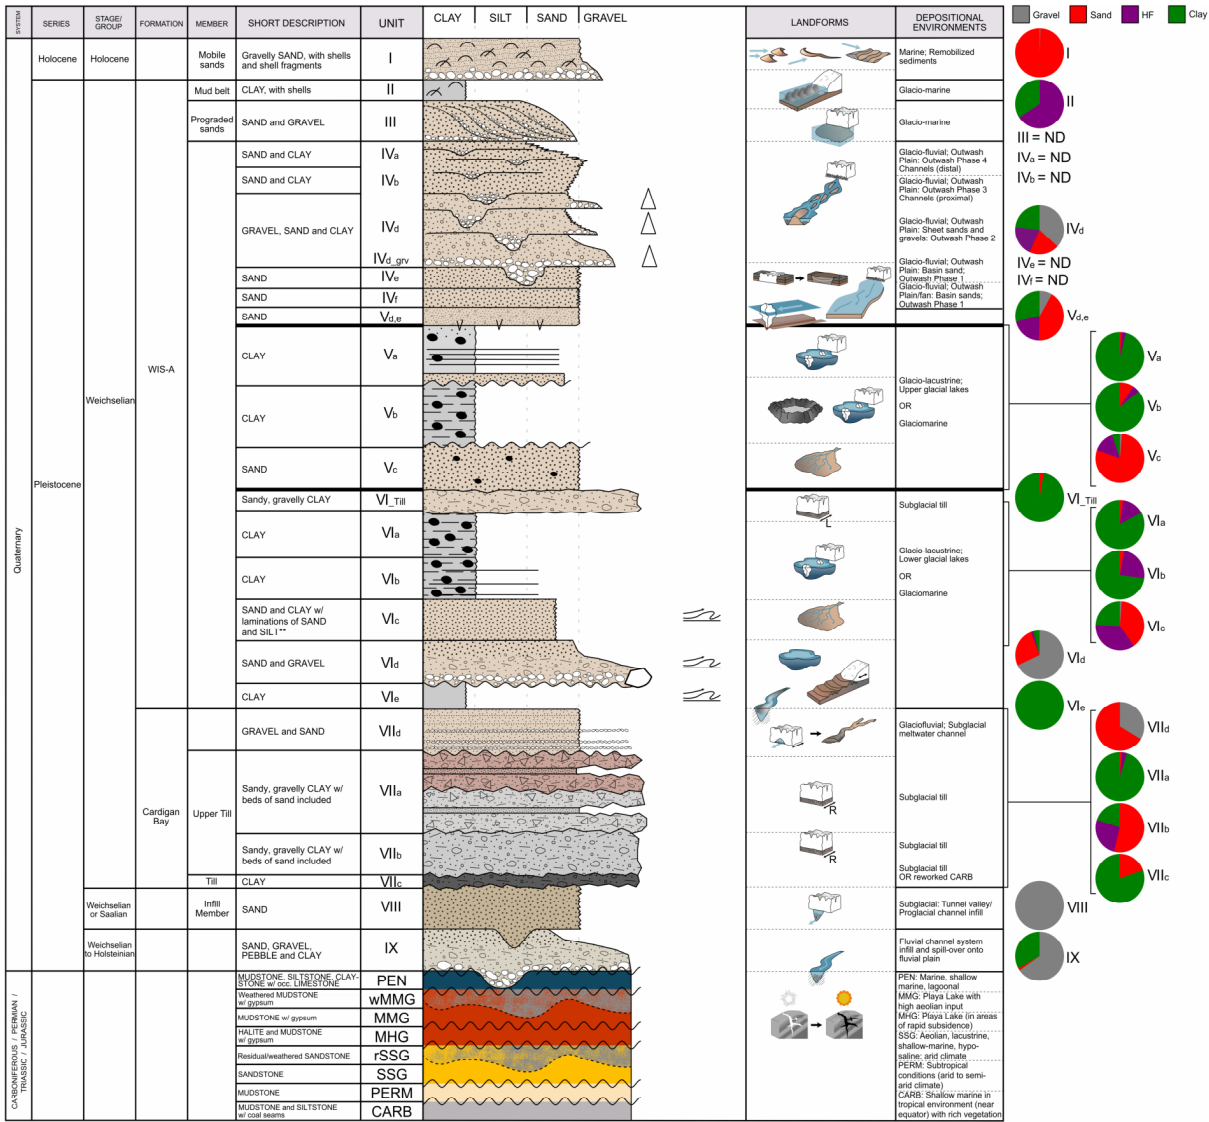 SYSTEM
SERIES
STAGE/
GROUP
FORMATION
MEMBER
SHORT DESCRIPTION
UNIT
CLAY
SILT
SAND
GRAVEL
LANDFORMS
DEPOSITIONAL
ENVIRONMENTS
Gravel
Sand
HF
Clay
Quaternary
Holocene
Holocene
Mobile
sands
Gravelly SAND, with shells
and shell fragments
I
Marine; Remobilized
sediments
I
Pleistocene
Weichselian
WIS-A
Mud belt
CLAY, with shells
II
Glacio-marine
II
Prograded
sands
SAND and GRAVEL
III
Glacio-marine
III = ND
SAND and CLAY
IVa
Glacio-fluvial; Outwash
Plain: Outwash Phase 4
Channels (distal)
IVa = ND
SAND and CLAY
IVb
Glacio-fluvial; Outwash
Plain: Outwash Phase 3
Channels (proximal)
IVb = ND
GRAVEL, SAND and CLAY
IVd
IVd_grv
Glacio-fluvial; Outwash
Plain: Sheet sands and
gravels: Outwash Phase 2
IVd
SAND
IVe
Glacio-fluvial; Outwash
Plain: Basin sand;
Outwash Phase 1
IVe = ND
SAND
IVf
Glacio-fluvial; Outwash
Plain/fan: Basin sands;
Outwash Phase 1
IVf = ND
SAND
Vd,e
Vd,e
CLAY
Va
Va
CLAY
Vb
Glacio-lacustrine;
Upper glacial lakes
OR
Glaciomarine
Vb
SAND
Vc
Vc
Sandy, gravelly CLAY
VI_Till
L
Subglacial till
VI_Till
CLAY
VIa
VIa
CLAY
VIb
Glacio-lacustrine;
Lower glacial lakes
OR
Glaciomarine
VIb
SAND and CLAY w/
laminations of SAND
and SILT**
VIc
VIc
SAND and GRAVEL
VId
VId
CLAY
VIe
VIe
Cardigan
Bay
GRAVEL and SAND
VIId
Glaciofluvial; Subglacial
meltwater channel
VIId
Upper Till
Sandy, gravelly CLAY w/
beds of sand included
VIIa
R
Subglacial till
VIIa
Sandy, gravelly CLAY w/
beds of sand included
VIIb
R
Subglacial till
VIIb
Till
CLAY
VIIc
Subglacial till
OR reworked CARB
VIIc
Weichselian
or Saalian
Infill
Member
SAND
VIII
Subglacial: Tunnel valley/
Proglacial channel infill
VIII
Weichselian
to Holsteinian
SAND, GRAVEL,
PEBBLE and CLAY
IX
Fluvial channel system
infill and spill-over onto
fluvial plain
IX
CARBONIFEROUS / PERMIAN /
TRIASSIC / JURASSIC
MUDSTONE, SILTSTONE, CLAY-
STONE w/ occ. LIMESTONE
PEN
PEN: Marine, shallow
marine, lagoonal
Weathered MUDSTONE
w/ gypsum
wMMG
MMG: Playa Lake with
high aeolian input
MUDSTONE w/ gypsum
MMG
MHG: Playa Lake (in areas
of rapid subsidence)
HALITE and MUDSTONE
w/ gypsum
MHG
SSG: Aeolian, lacustrine,
shallow-marine, hypo-
saline; arid climate
Residual/weathered SANDSTONE
rSSG
SANDSTONE
SSG
PERM: Subtropical
conditions (arid to semi-
arid climate)
MUDSTONE
PERM
MUDSTONE and SILTSTONE
w/ coal seams
CARB
CARB: Shallow marine in
tropical environment (near
equator) with rich vegetation